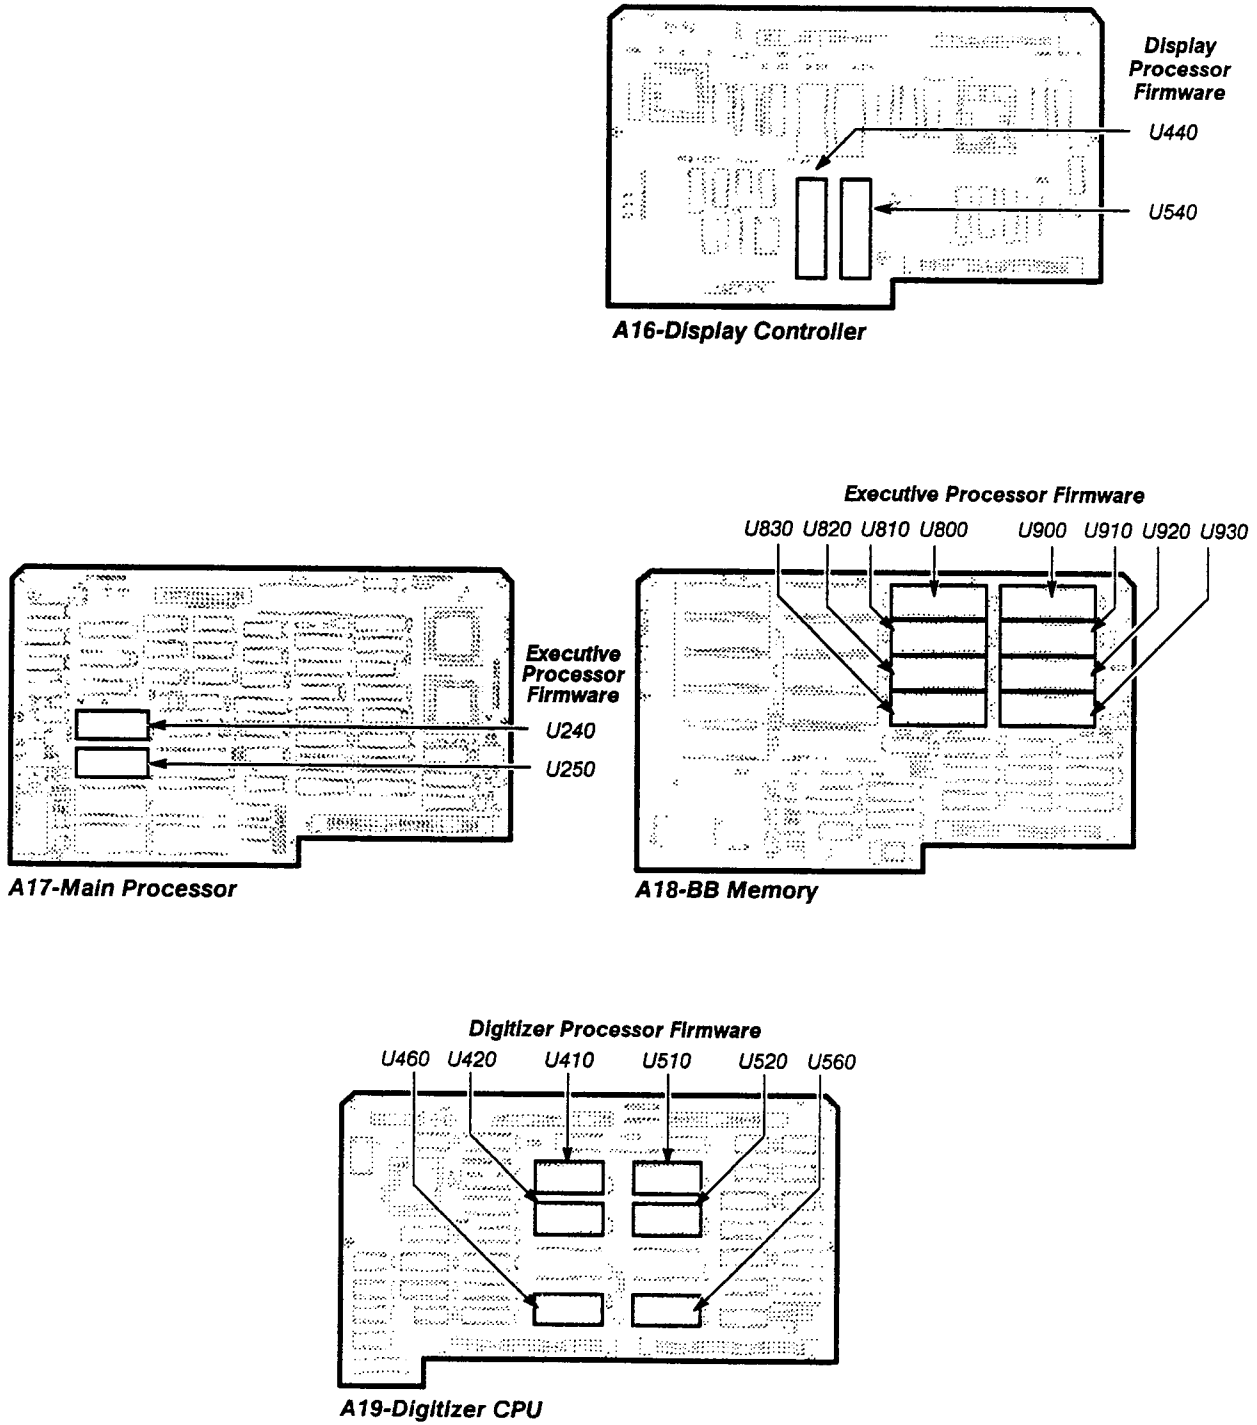 Display
Processor
Firmware
U440
U540
A16-Display Controller
Executive Processor Firmware
U830 U820 U810 U800 U900 U910 U920 U930
Executive
Processor
Firmware
U240
U250
A17-Main Processor
A18-BB Memory
Digitizer Processor Firmware
U460 U420 U410 U510 U520 U560
A19-Digitizer CPU